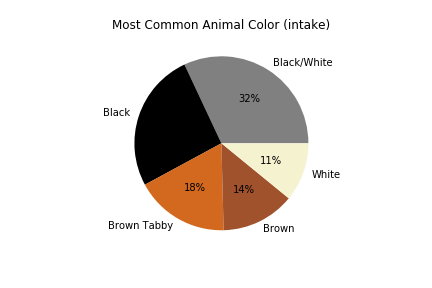 Most Common Animal Color (intake)
Black/White
32%
Black
White
11%
18%
14%
Brown Tabby
Brown